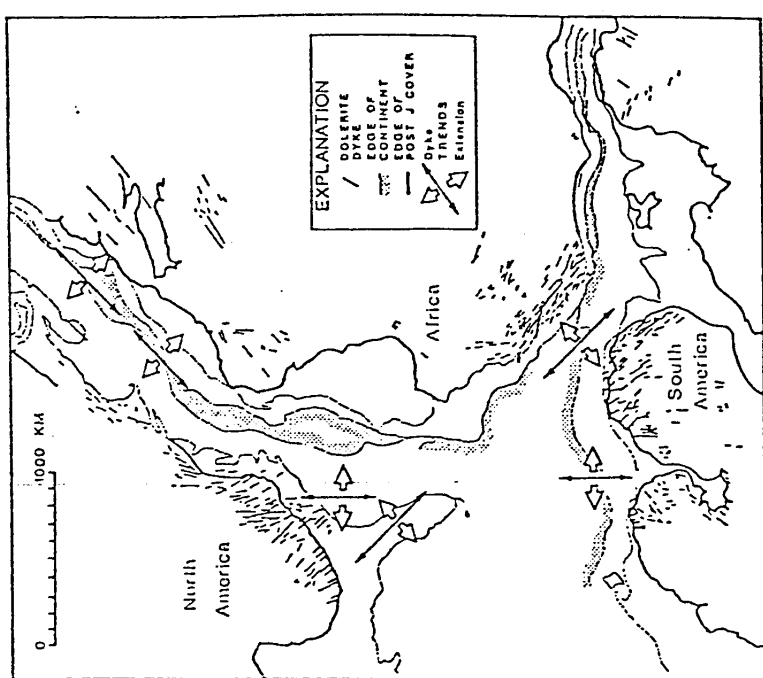 EXPLANATION
DOLERITE
DYKE
EDGE OF
CONTINENT
EDGE OF
POST J COVER
Dyke
TRENDS
Extension
Africa
South
America
North
America
0
1000 KM